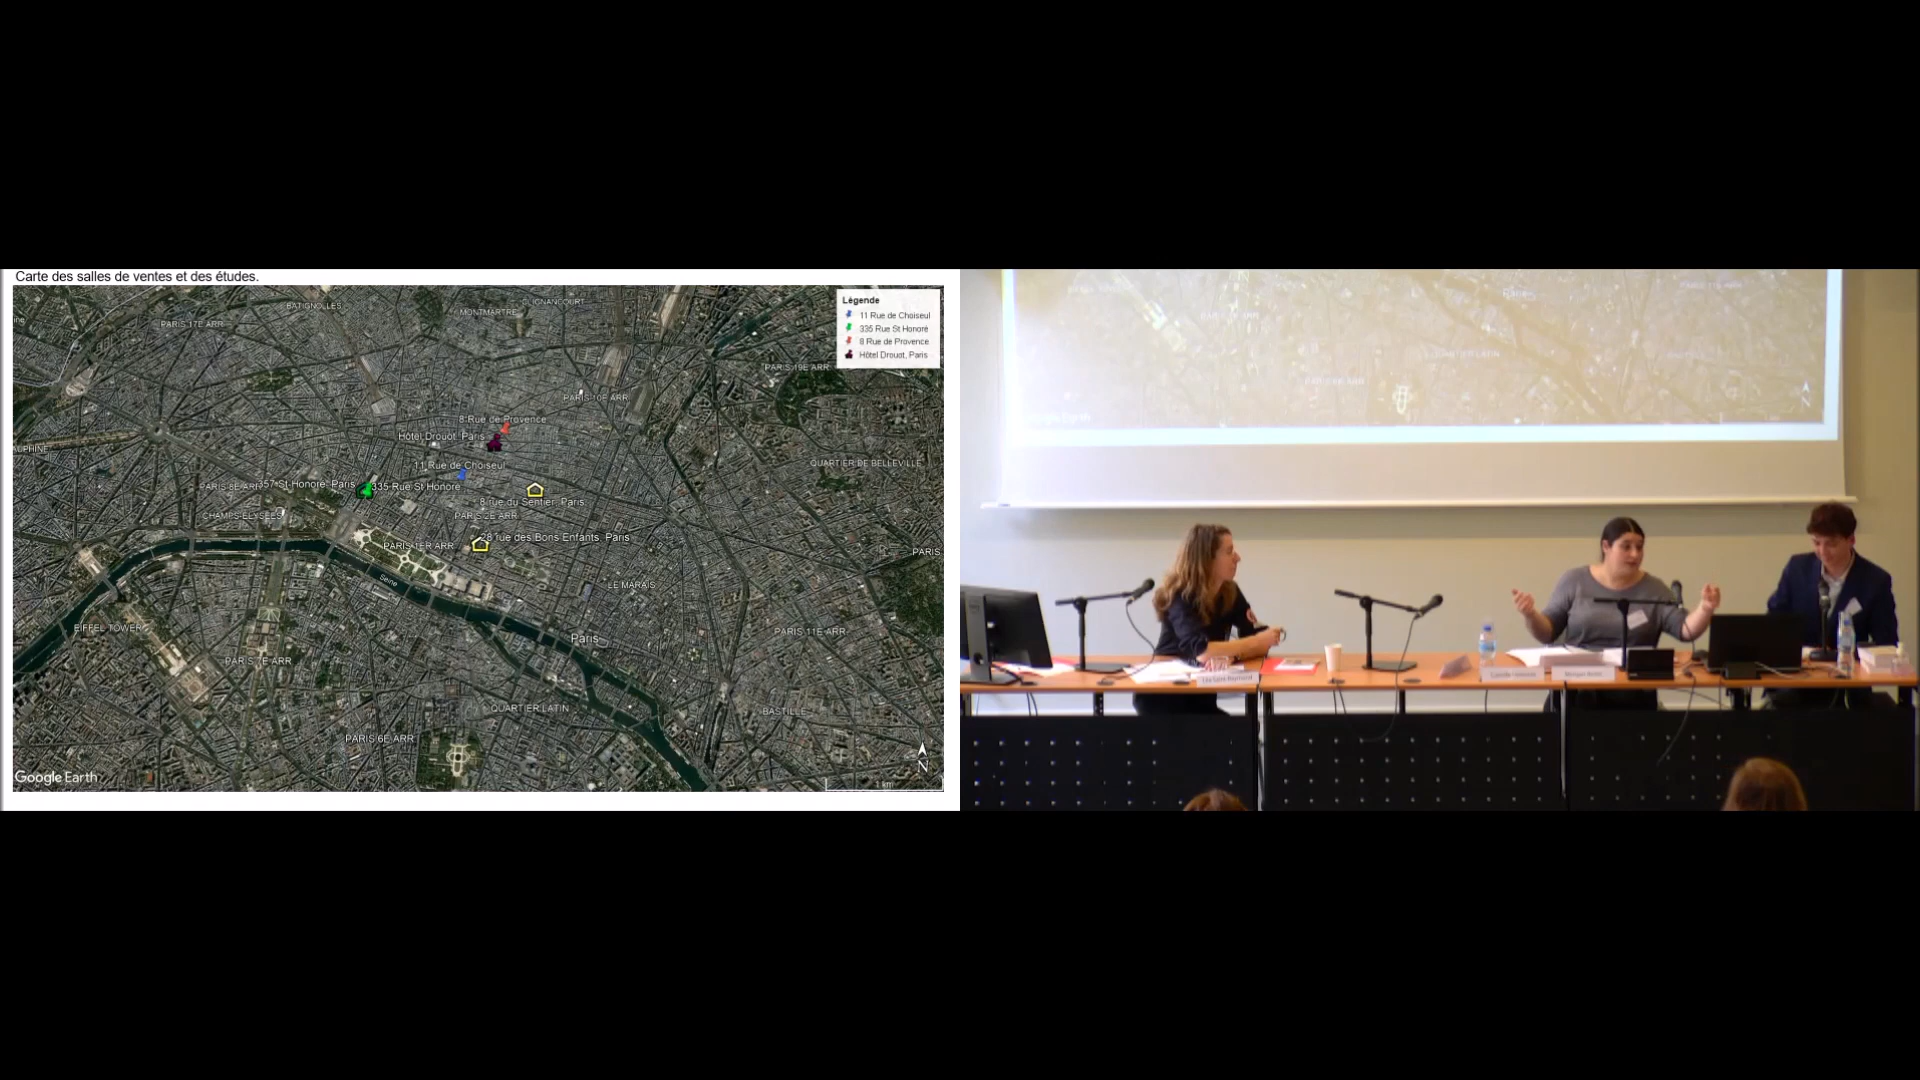 Carte des salles de ventes et des études.
BATIGNOLLES
CLIGNANCOURT
MONTMARTRE
PARIS 17E ARR
Légende
11 Rue de Choiseul
335 Rue St Honoré
8 Rue de Provence
Hôtel Drouot, Paris
PARIS 19E ARR
PARIS 10E ARR
8 Rue de Provence
Hôtel Drouot, Paris
11 Rue de Choiseul
QUARTIER DE BELLEVILLE
PARIS 8E ARR
357 St-Honoré, Paris
335 Rue St Honoré
8 rue du Sentier, Paris
CHAMPS-ELYSEES
PARIS 2E ARR
28 rue des Bons Enfants, Paris
PARIS 1ER ARR
PARIS
Seine
LE MARAIS
EIFFEL TOWER
Paris
PARIS 11E ARR
PARIS 7E ARR
QUARTIER LATIN
BASTILLE
PARIS 6E ARR
N
Google Earth
1 km